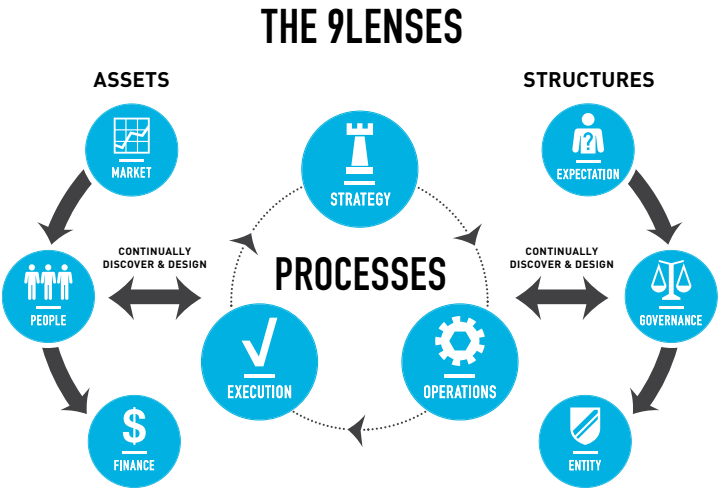 THE 9LENSES
ASSETS
STRUCTURES
MARKET
STRATEGY
EXPECTATION
?
CONTINUALLY
DISCOVER & DESIGN
PROCESSES
CONTINUALLY
DISCOVER & DESIGN
PEOPLE
GOVERNANCE
EXECUTION
OPERATIONS
$
FINANCE
ENTITY